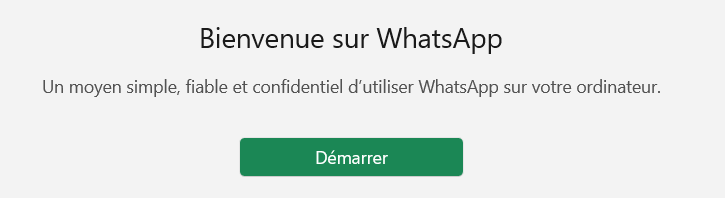 Bienvenue sur WhatsApp
Un moyen simple, fiable et confidentiel d’utiliser WhatsApp sur votre ordinateur.
Démarrer